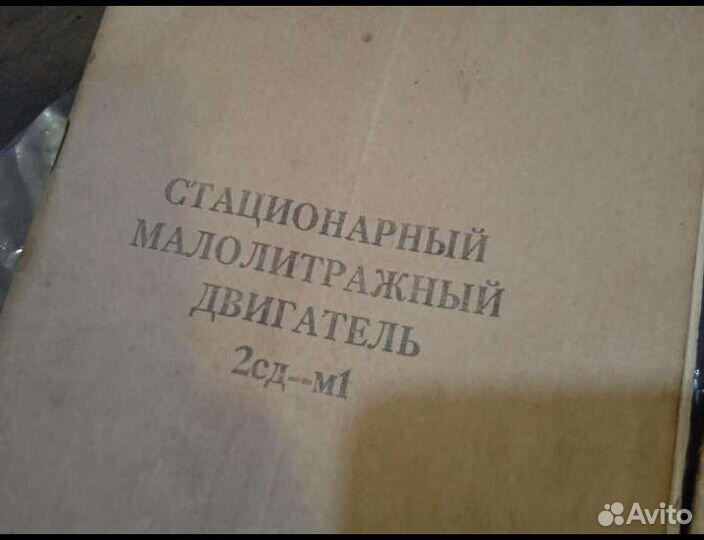 СТАЦИОНАРНЫЙ
МАЛОЛИТРАЖНЫЙ
ДВИГАТЕЛЬ
2сд--м1
Avito